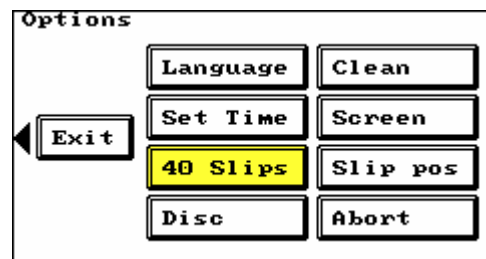 Options
Language Clean
Set Time Screen
Exit
40 Slips Slip pos
Disc Abort